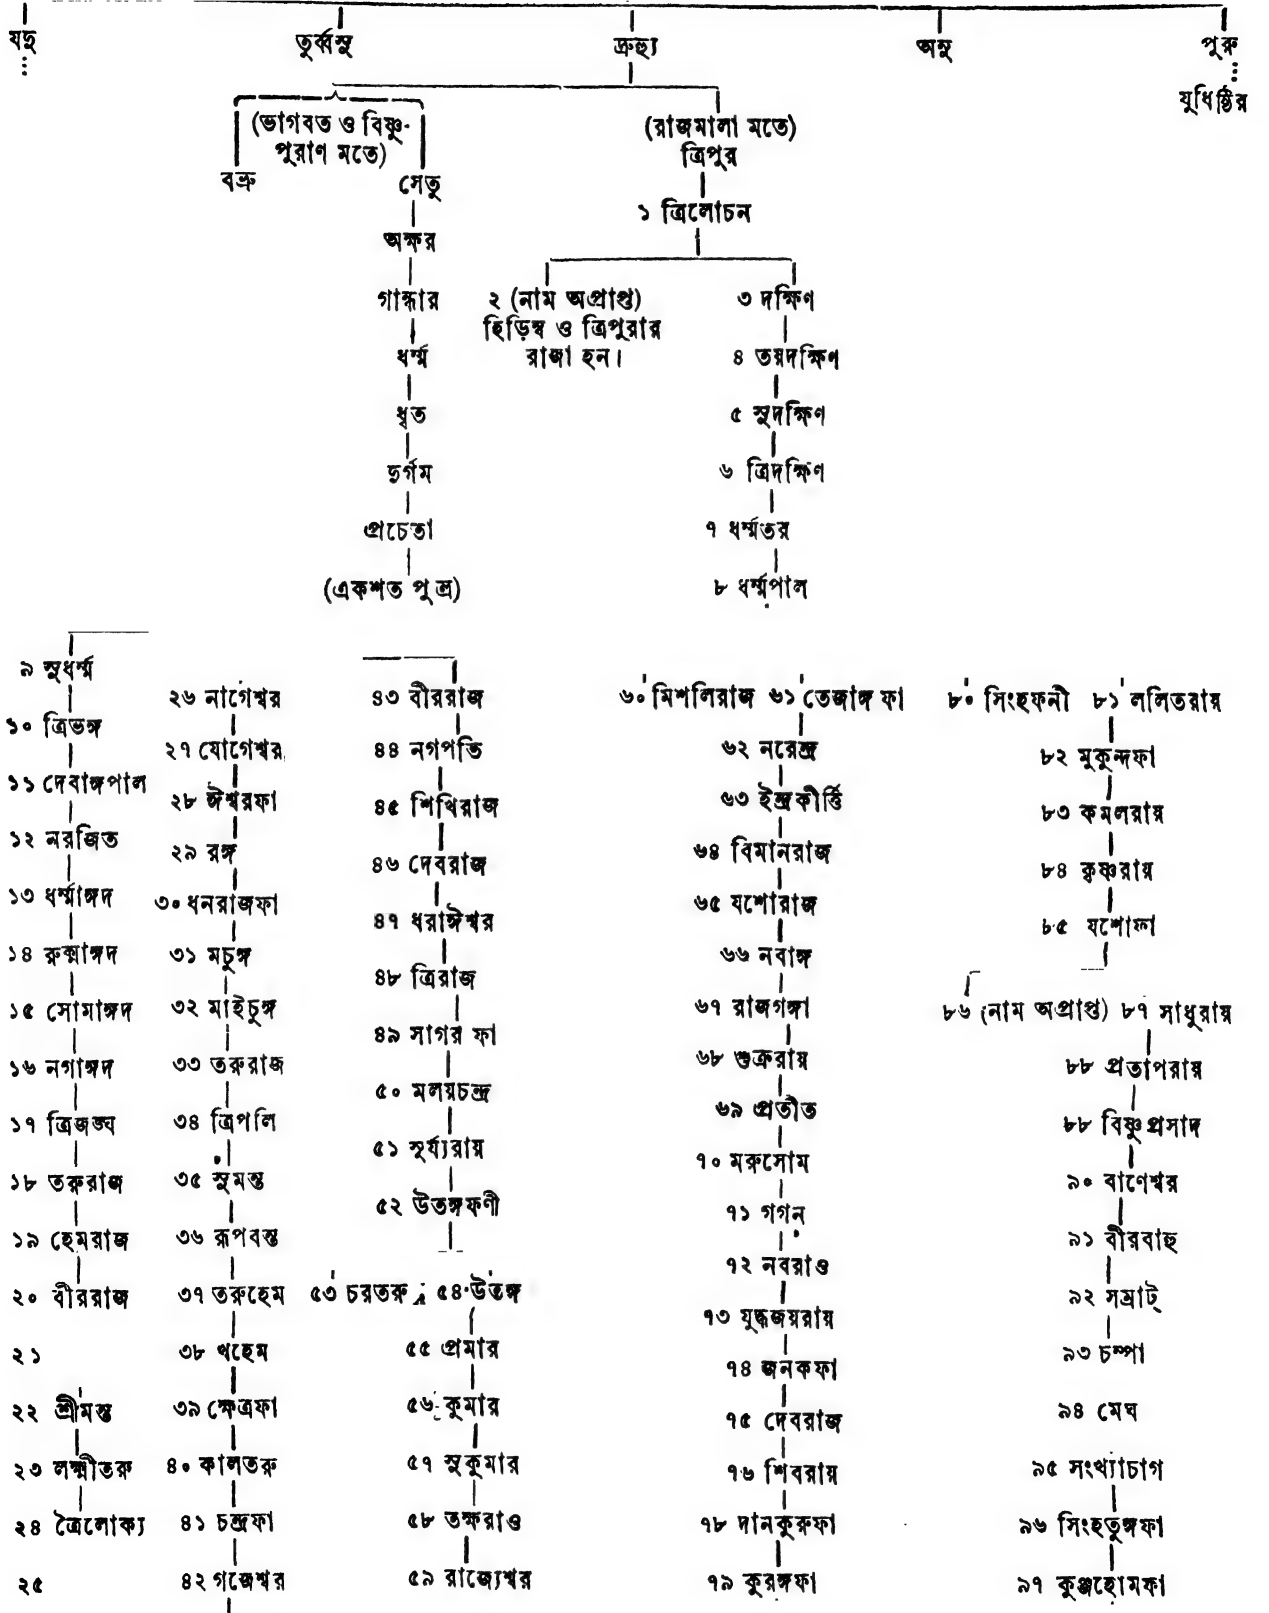 যদু
তুর্ব্বসু
দ্রুহ্যু
অনু
পুরু
যুধিষ্ঠির
(ভাগবত ও বিষ্ণু-
পুরাণ মতে)
বভ্রু
সেতু
অক্ষর
গান্ধার
ধর্ম্ম
ধৃত
দুর্গম
প্রচেতা
(একশত পুত্র)
(রাজমালা মতে)
ত্রিপুর
১ ত্রিলোচন
২ (নাম অপ্রাপ্ত)
হিড়িম্ব ও ত্রিপুরার
রাজা হন।
৩ দক্ষিণ
৪ তয়দক্ষিণ
৫ সুদক্ষিণ
৬ ত্রিদক্ষিণ
৭ ধর্ম্মতর
৮ ধর্ম্মপাল
৯ সুধর্ম্ম
১০ ত্রিভঙ্গ
১১ দেবাঙ্গপাল
১২ নরজিত
১৩ ধর্ম্মাঙ্গদ
১৪ রুক্মাঙ্গদ
১৫ সোমাঙ্গদ
১৬ নগাঙ্গদ
১৭ ত্রিজঙ্ঘ
১৮ তরুরাজ
১৯ হেমরাজ
২০ বীররাজ
২১
২২ শ্রীমন্ত
২৩ লক্ষ্মীতরু
২৪ ত্রৈলোক্য
২৫
২৬ নাগেশ্বর
২৭ যোগেশ্বর
২৮ ঈশ্বরফা
২৯ রঙ্গ
৩০ ধনরাজফা
৩১ মচুঙ্গ
৩২ মাইচুঙ্গ
৩৩ তরুরাজ
৩৪ ত্রিপলি
৩৫ সুমন্ত
৩৬ রূপবন্ত
৩৭ তরুহেম
৩৮ খহেম
৩৯ ক্ষেত্রফা
৪০ কালতরু
৪১ চন্দ্রফা
৪২ গজেশ্বর
৪৩ বীররাজ
৪৪ নগপতি
৪৫ শিখিরাজ
৪৬ দেবরাজ
৪৭ ধরাঈশ্বর
৪৮ ত্রিরাজ
৪৯ সাগর ফা
৫০ মলয়চন্দ্র
৫১ সূর্য্যরায়
৫২ উতঙ্গফণী
৫৩ চরতরু
৫৪ উতঙ্গ
৫৫ প্রমার
৫৬ কুমার
৫৭ সুকুমার
৫৮ তক্ষরাও
৫৯ রাজ্যেশ্বর
৬০ মিশলিরাজ
৬১ তেজাঙ্গ ফা
৬২ নরেন্দ্র
৬৩ ইন্দ্রকীর্ত্তি
৬৪ বিমানরাজ
৬৫ যশোরাজ
৬৬ নবাঙ্গ
৬৭ রাজগঙ্গা
৬৮ শুক্ররায়
৬৯ প্রতীত
৭০ মরুসোম
৭১ গগন
৭২ নবরাও
৭৩ যুদ্ধজয়রায়
৭৪ জনকফা
৭৫ দেবরাজ
৭৬ শিবরায়
৭৮ দানকুরুফা
৭৯ কুরঙ্গফা
৮০ সিংহফনী
৮১ ললিতরায়
৮২ মুকুন্দফা
৮৩ কমলরায়
৮৪ কৃষ্ণরায়
৮৫ যশোফা
৮৬ (নাম অপ্রাপ্ত)
৮৭ সাধুরায়
৮৮ প্রতাপরায়
৮৮ বিষ্ণুপ্রসাদ
৯০ বাণেশ্বর
৯১ বীরবাহু
৯২ সম্রাট্
৯৩ চম্পা
৯৪ মেঘ
৯৫ সংখ্যাচাগ
৯৬ সিংহতুঙ্গফা
৯৭ কুঞ্জহোমফা